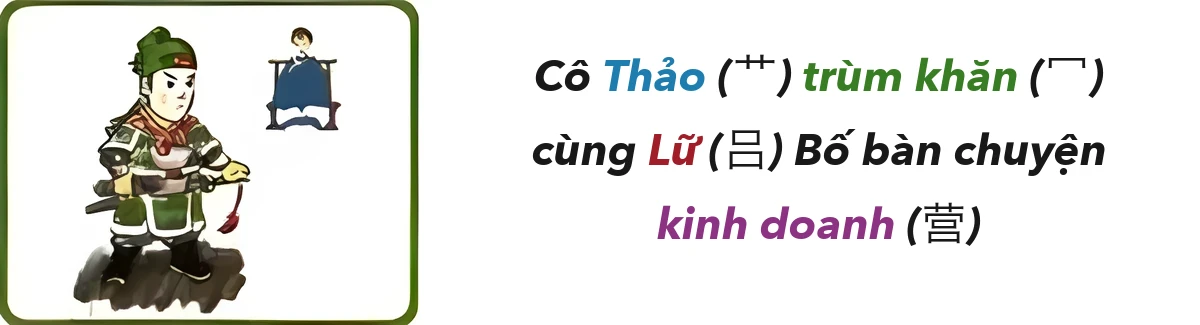 Cô Thảo (艹) trùm khăn (冖)
cùng Lữ (吕) Bố bàn chuyện
kinh doanh (营)